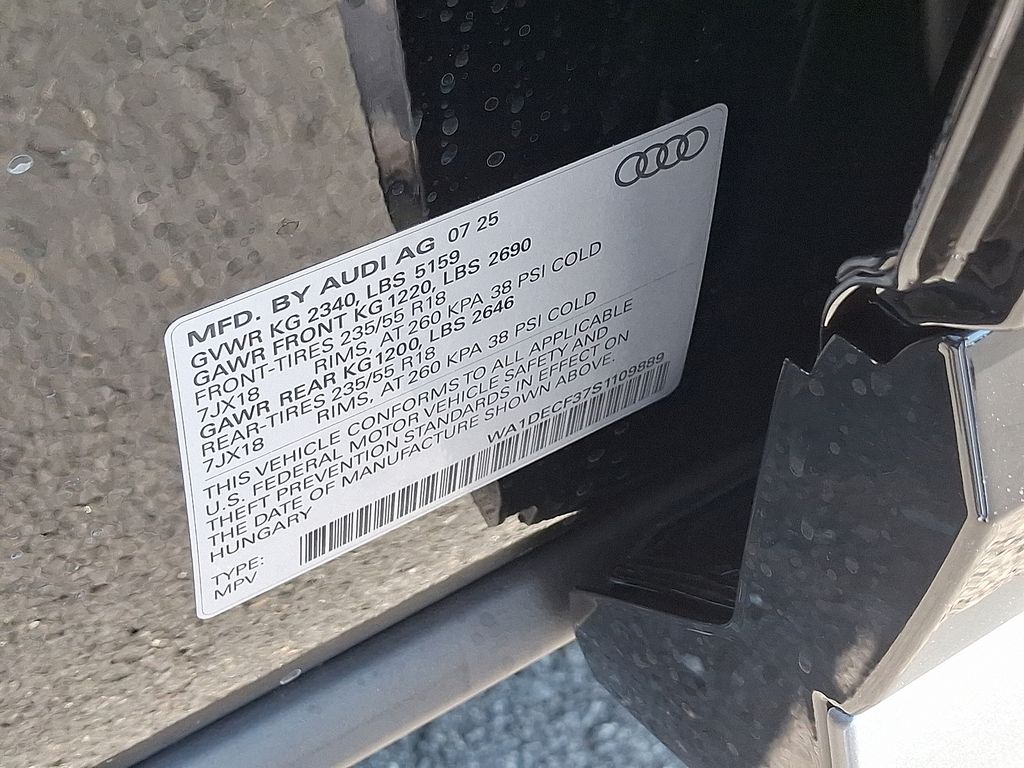 MFD. BY AUDI AG 07 25
GVWR KG 2340, LBS 5159
GAWR FRONT KG 1220, LBS 2690
FRONT-TIRES 235/55 R18
7JX18 RIMS, AT 260 KPA 38 PSI COLD
GAWR REAR KG 1200, LBS 2646
REAR-TIRES 235/55 R18
7JX18 RIMS, AT 260 KPA 38 PSI COLD
THIS VEHICLE CONFORMS TO ALL APPLICABLE
U.S. FEDERAL MOTOR VEHICLE SAFETY AND
THEFT PREVENTION STANDARDS IN EFFECT ON
THE DATE OF MANUFACTURE SHOWN ABOVE.
HUNGARY WA1DECF37S1109889
TYPE:
MPV